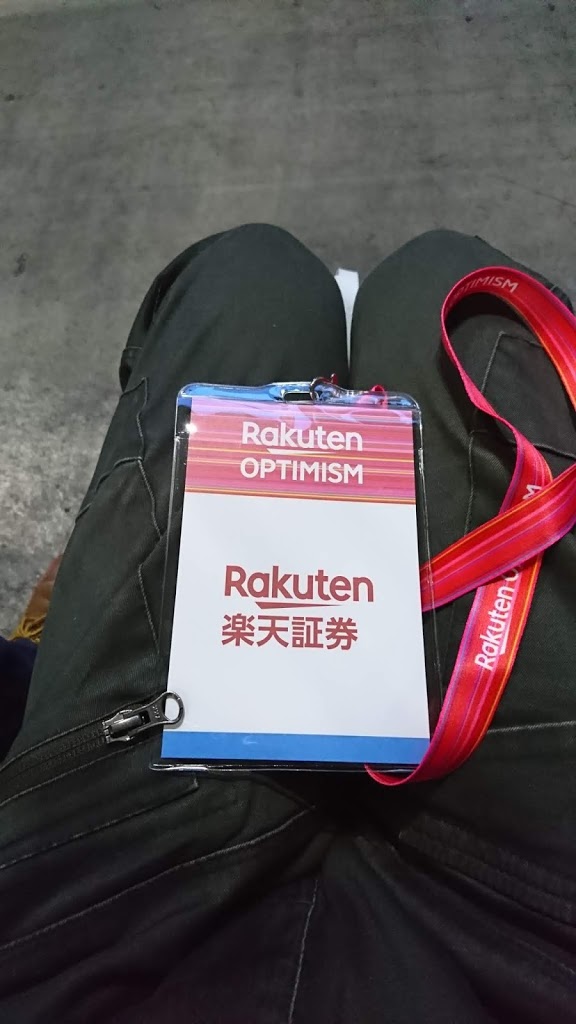 Rakuten
OPTIMISM
Rakuten
楽天証券
OPTIMISM
Rakuten